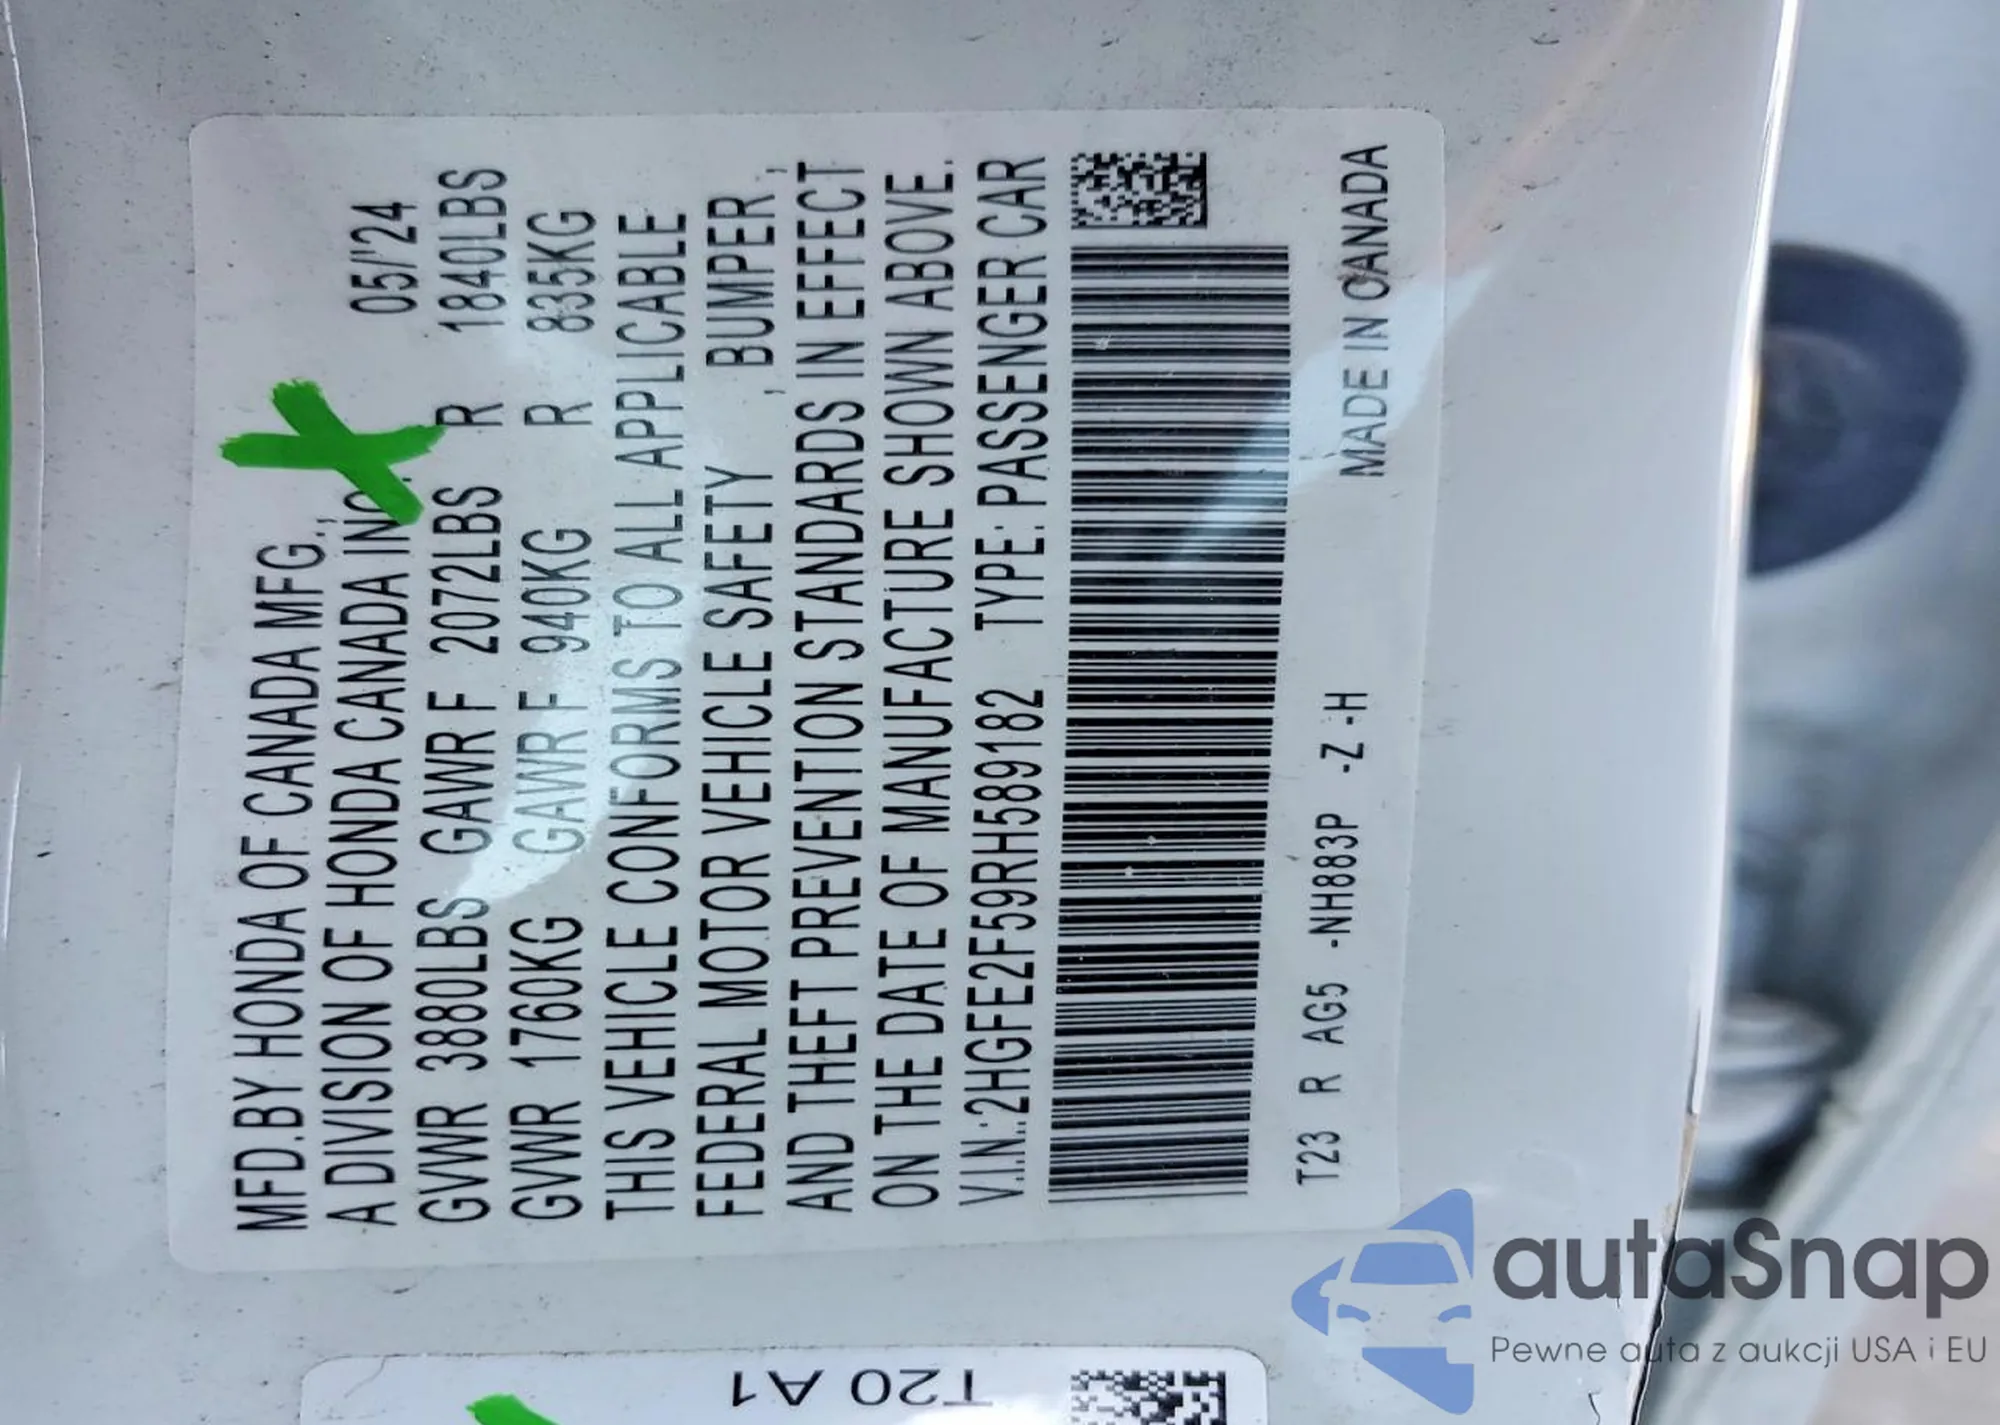 MFD.BY HONDA OF CANADA MFG.,
A DIVISION OF HONDA CANADA INC. 05/'24
GVWR 3880LBS GAWR F 2072LBS R 1840LBS
GVWR 1760KG GAWR F 940KG R 835KG
THIS VEHICLE CONFORMS TO ALL APPLICABLE
FEDERAL MOTOR VEHICLE SAFETY , BUMPER ,
AND THEFT PREVENTION STANDARDS IN EFFECT
ON THE DATE OF MANUFACTURE SHOWN ABOVE.
V.I.N.:2HGFE2F59RH589182 TYPE: PASSENGER CAR
T23 R AG5 -NH883P -Z -H MADE IN CANADA
T20 A1
autaSnap
Pewne auta z aukcji USA i EU